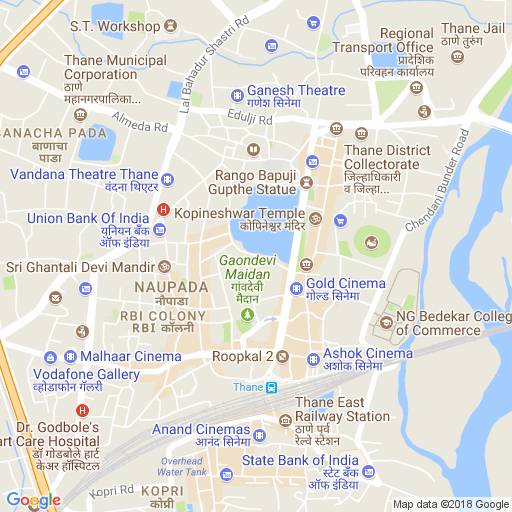 S.T. Workshop
Lal Bahadur Shastri Rd
Regional
Transport Office
प्रादेशिक
परिवहन कार्यालय
Thane Jail
ठाणे तुरुंग
Thane Municipal
Corporation
ठाणे
महानगरपालिका...
Ganesh Theatre
गणेश सिनेमा
Edulji Rd
Almeda Rd
BANACHA PADA
बाणाचा
पाडा
Thane District
Collectorate
जिल्हाधिकारी
व जिल्हा...
Chendani Bunder Road
Vandana Theatre Thane
वंदना थिएटर
Rango Bapuji
Gupthe Statue
Union Bank Of India
युनियन बँक
ऑफ इंडिया
Kopineshwar Temple
कोपिनेश्वर मंदिर
Sri Ghantali Devi Mandir
Gaondevi
Maidan
गांवदेवी
मैदान
NAUPADA
नौपाडा
RBI COLONY
RBI कॉलनी
Gold Cinema
गोल्ड सिनेमा
NG Bedekar Colleg
of Commerce
Malhaar Cinema
Roopkal 2
Ashok Cinema
अशोक सिनेमा
Vodafone Gallery
व्होडाफोन गॅलरी
Thane
Thane East
Railway Station
ठाणे पूर्व
रेल्वे स्टेशन
Dr. Godbole's
art Care Hospital
डॉ गोडबोले हार्ट
केअर हॉस्पिटल
Anand Cinemas
आनंद सिनेमा
Overhead
Water Tank
State Bank of India
स्टेट बँक
ऑफ इंडिया
Kopri Rd
KOPRI
कोप्री
Google
Map data ©2018 Google